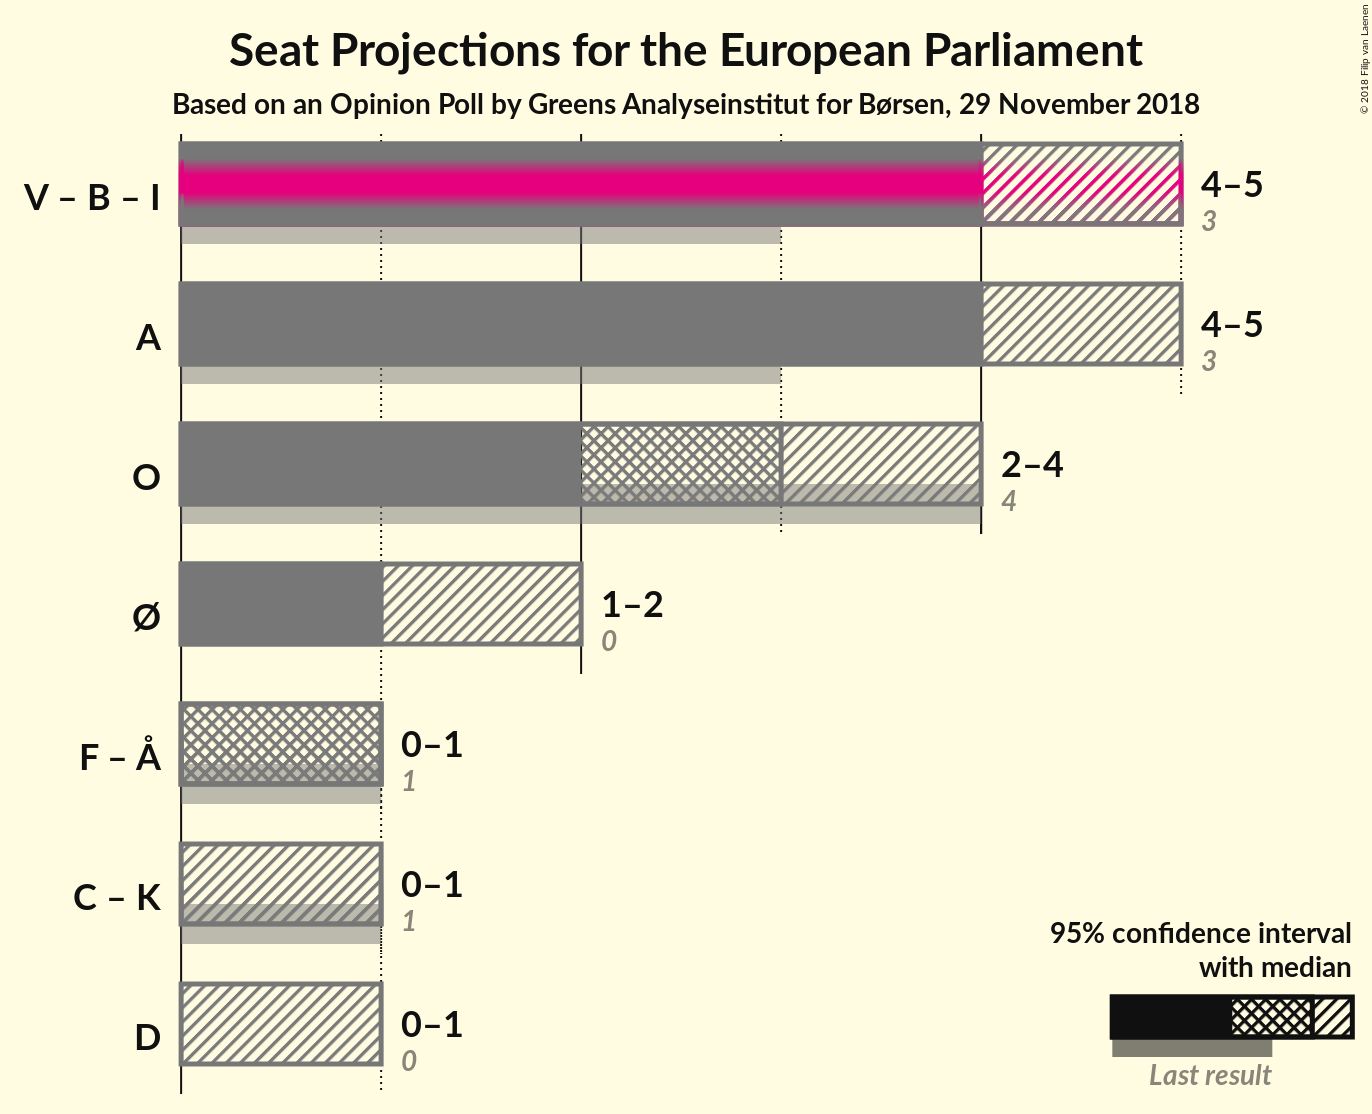 Seat Projections for the European Parliament
Based on an Opinion Poll by Greens Analyseinstitut for Børsen, 29 November 2018
© 2018 Filip van Laenen
V – B – I
4–5
3
A
4–5
3
O
2–4
4
Ø
1–2
0
F – Å
0–1
1
C – K
0–1
1
D
0–1
0
95% confidence interval
with median
Last result